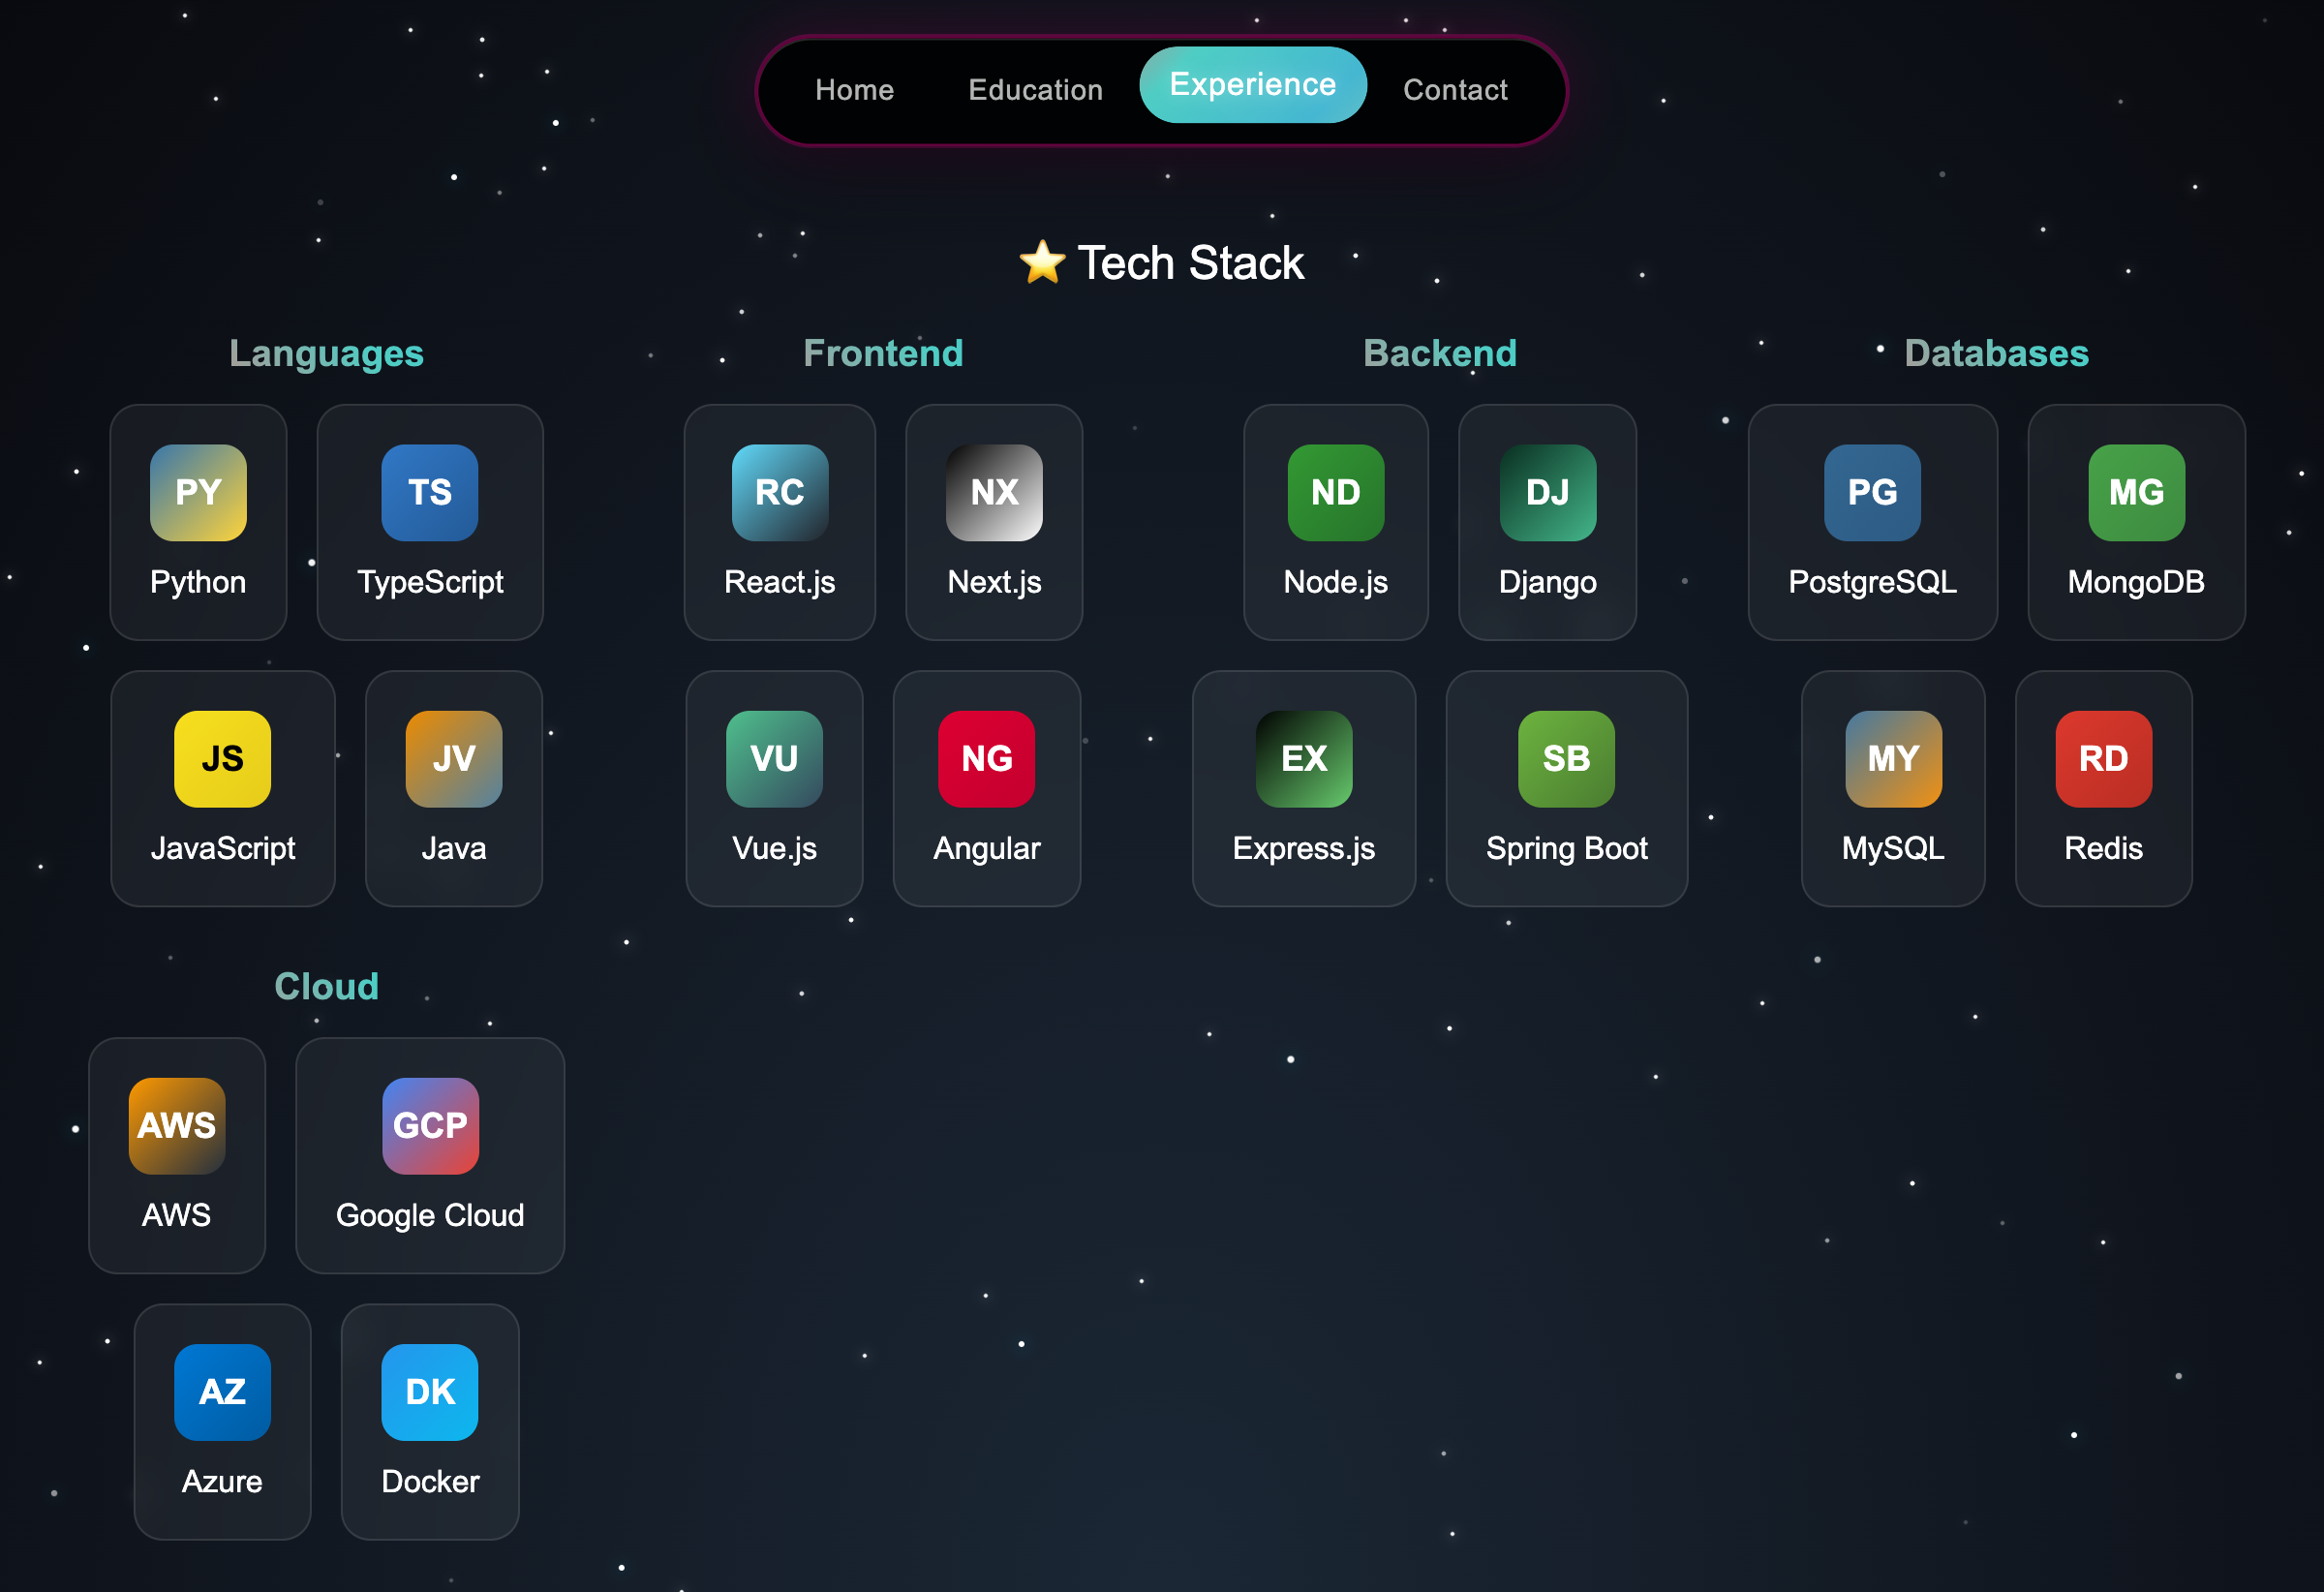 Home Education Experience Contact
⭐ Tech Stack
Languages
PY
Python
TS
TypeScript
JS
JavaScript
JV
Java
Frontend
RC
React.js
NX
Next.js
VU
Vue.js
NG
Angular
Backend
ND
Node.js
DJ
Django
EX
Express.js
SB
Spring Boot
Databases
PG
PostgreSQL
MG
MongoDB
MY
MySQL
RD
Redis
Cloud
AWS
AWS
GCP
Google Cloud
AZ
Azure
DK
Docker